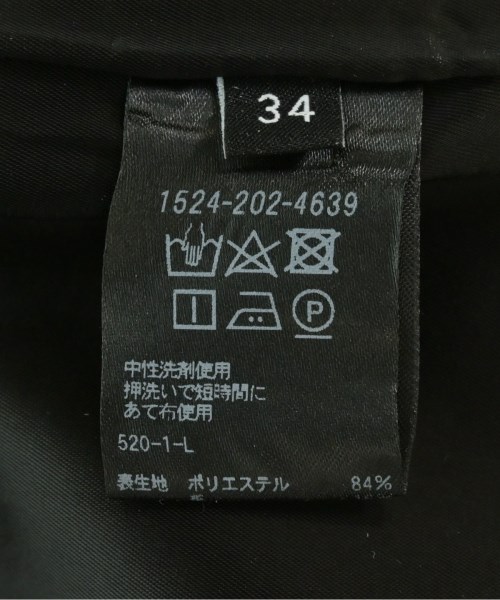 34
1524-202-4639
P
中性洗剤使用
押洗いで短時間に
あて布使用
520-1-L
表生地 ポリエステル 84%